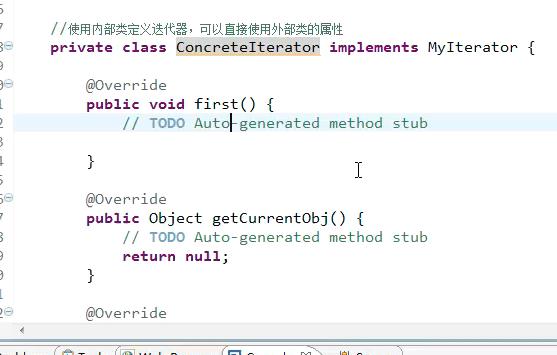 //使用内部类定义迭代器，可以直接使用外部类的属性
private class ConcreteIterator implements MyIterator {
@Override
public void first() {
// TODO Auto-generated method stub
}
@Override
public Object getCurrentObj() {
// TODO Auto-generated method stub
return null;
}
@Override